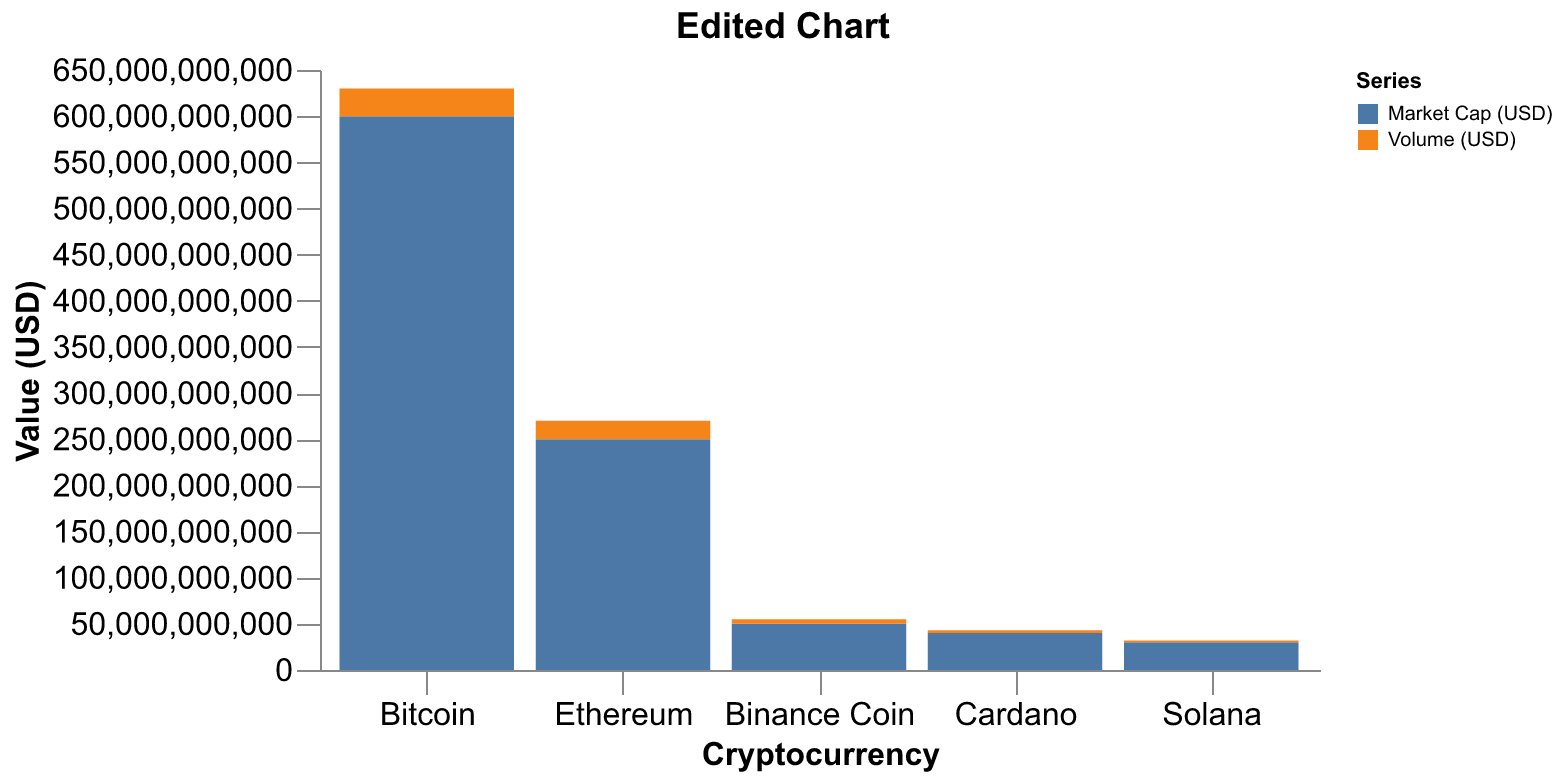 Edited Chart
650,000,000,000
600,000,000,000
550,000,000,000
500,000,000,000
450,000,000,000
400,000,000,000
350,000,000,000
300,000,000,000
250,000,000,000
200,000,000,000
150,000,000,000
100,000,000,000
50,000,000,000
0
Value (USD)
Bitcoin Ethereum Binance Coin Cardano Solana
Cryptocurrency
Series
Market Cap (USD)
Volume (USD)